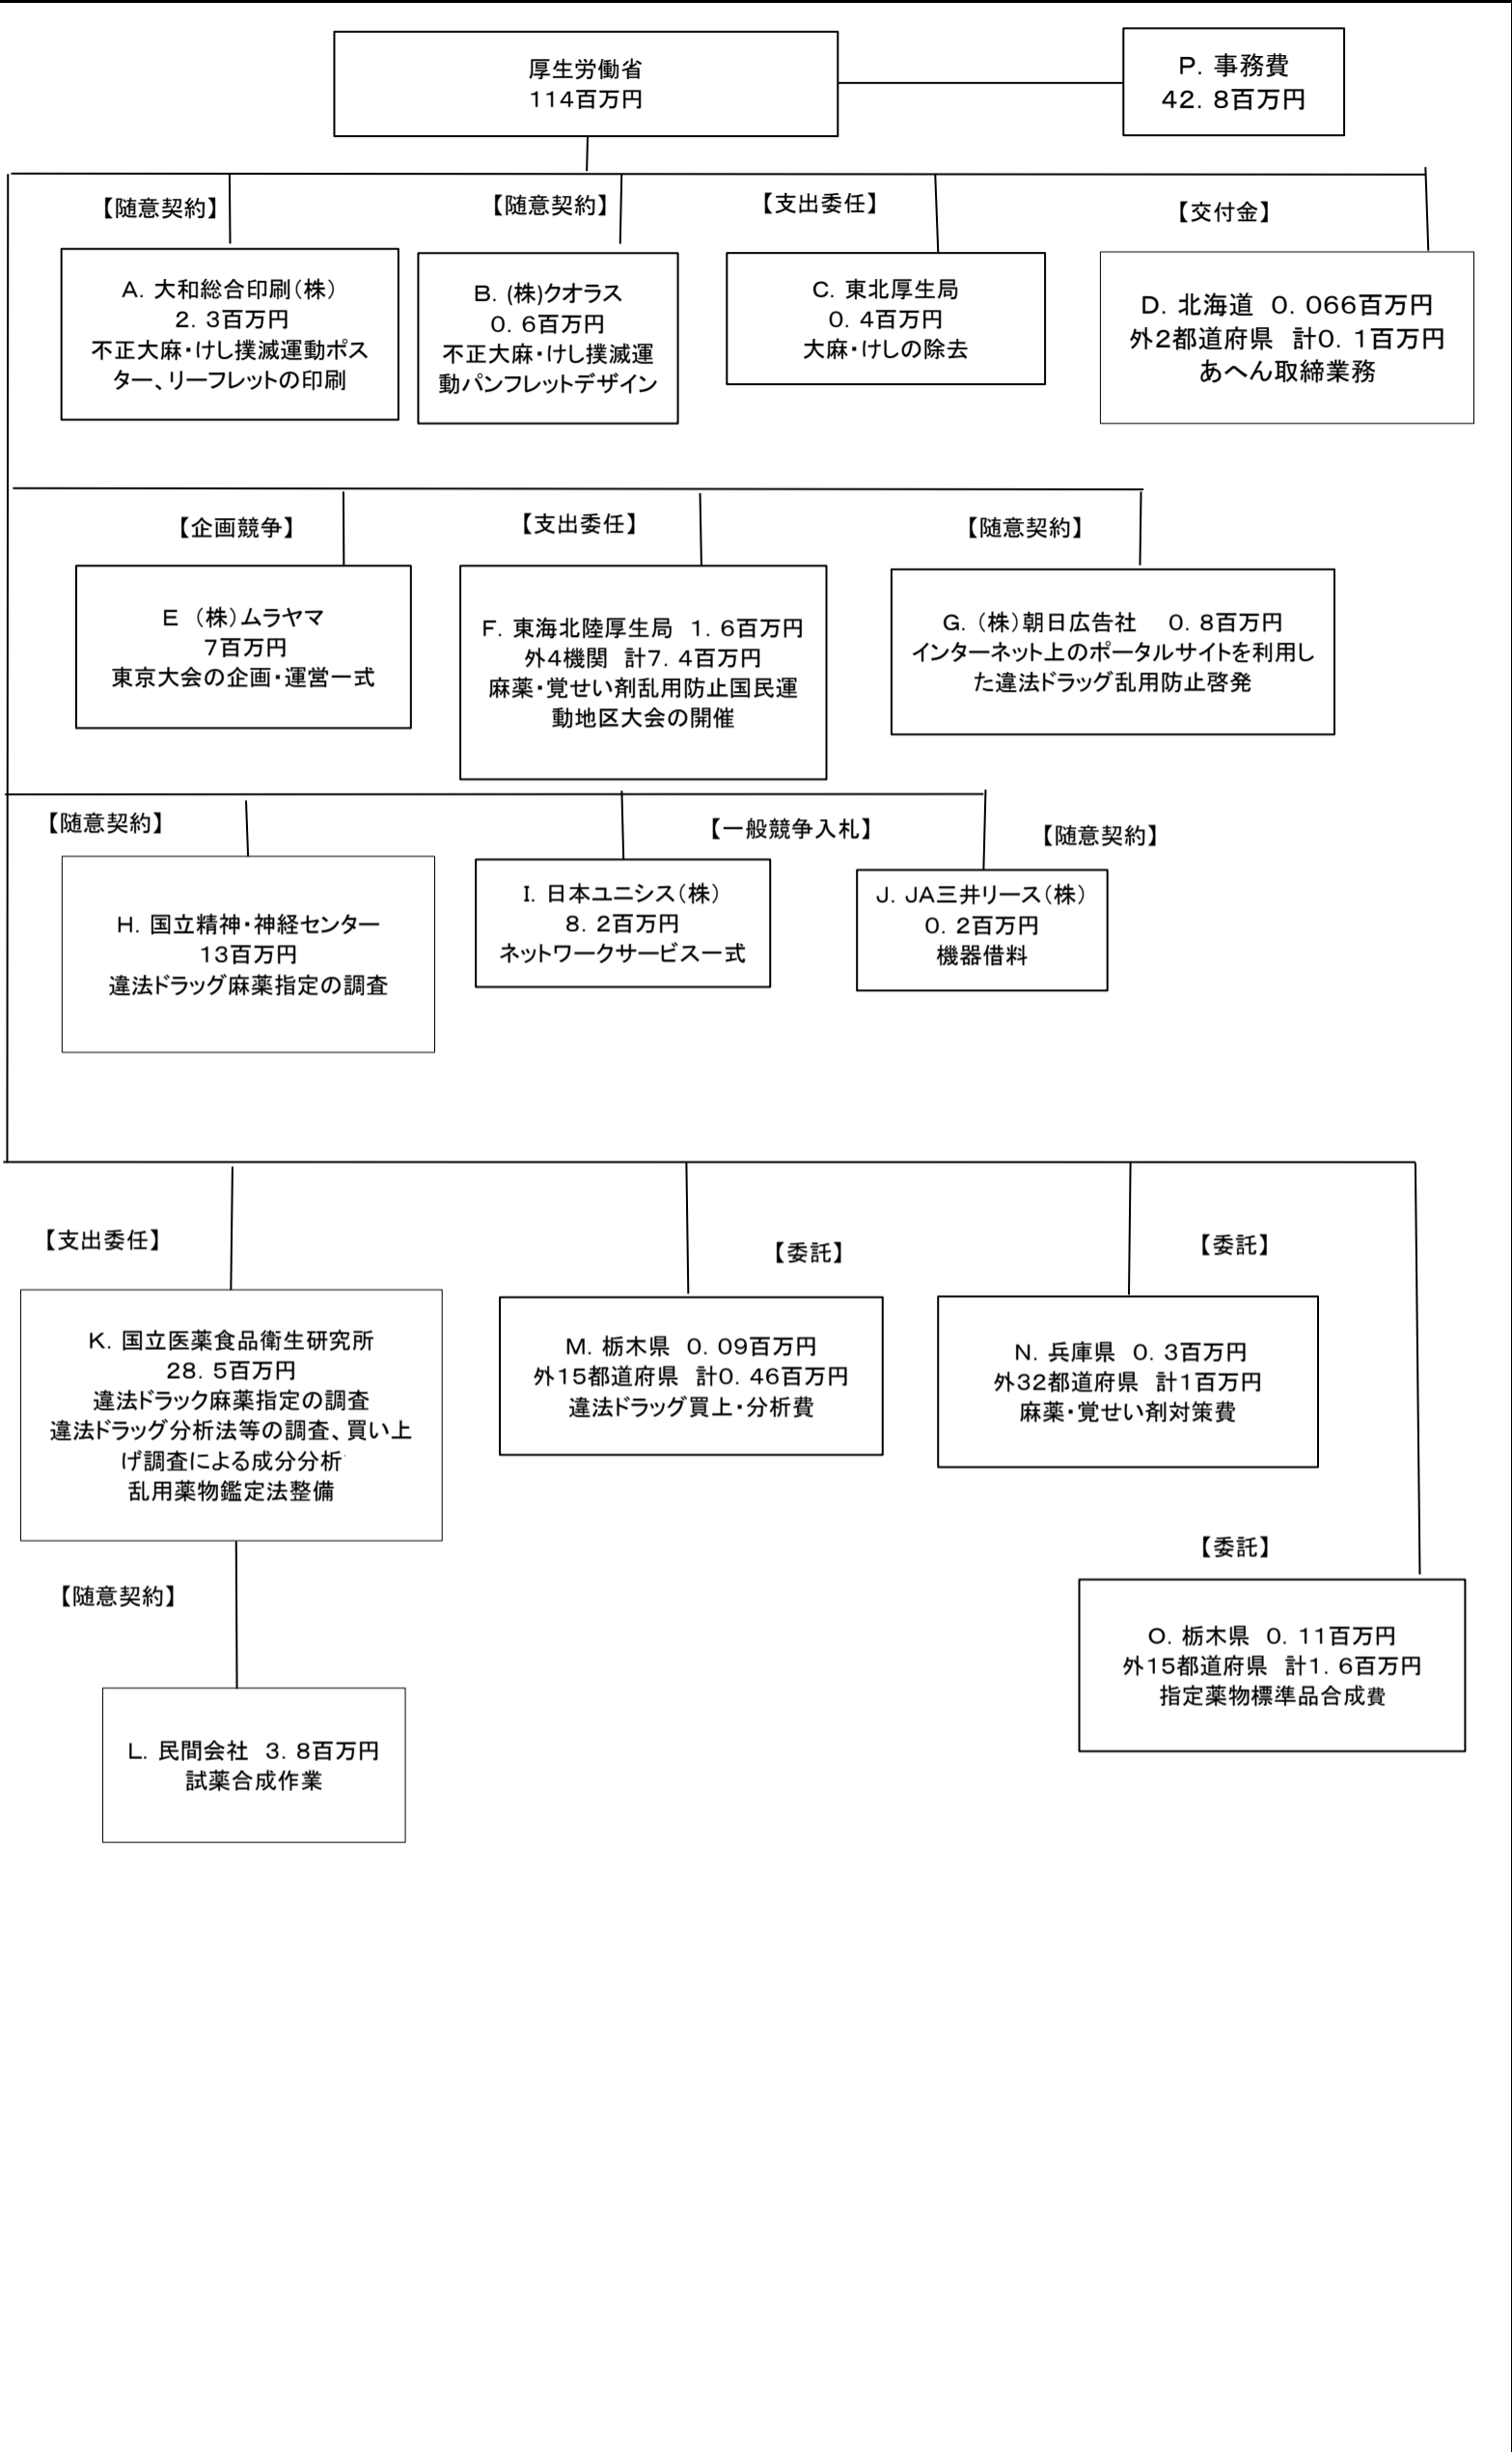 厚生労働省
114百万円
P. 事務費
42. 8百万円
【随意契約】
【随意契約】
【支出委任】
【交付金】
A. 大和総合印刷(株)
2. 3百万円
不正大麻・けし撲滅運動ポス
ター、リーフレットの印刷
B. (株)クオラス
0. 6百万円
不正大麻・けし撲滅運
動パンフレットデザイン
C. 東北厚生局
0. 4百万円
大麻・けしの除去
D. 北海道 0. 066百万円
外2都道府県 計0. 1百万円
あへん取締業務
【企画競争】
【支出委任】
【随意契約】
E (株)ムラヤマ
7百万円
東京大会の企画・運営一式
F. 東海北陸厚生局 1. 6百万円
外4機関 計7. 4百万円
麻薬・覚せい剤乱用防止国民運
動地区大会の開催
G. (株)朝日広告社 0. 8百万円
インターネット上のポータルサイトを利用し
た違法ドラッグ乱用防止啓発
【随意契約】
【一般競争入札】
【随意契約】
H. 国立精神・神経センター
13百万円
違法ドラッグ麻薬指定の調査
I. 日本ユニシス(株)
8. 2百万円
ネットワークサービス一式
J. JA三井リース(株)
0. 2百万円
機器借料
【支出委任】
【委託】
【委託】
K. 国立医薬食品衛生研究所
28. 5百万円
違法ドラック麻薬指定の調査
違法ドラッグ分析法等の調査、買い上
げ調査による成分分析
乱用薬物鑑定法整備
M. 栃木県 0. 09百万円
外15都道府県 計0. 46百万円
違法ドラッグ買上・分析費
N. 兵庫県 0. 3百万円
外32都道府県 計1百万円
麻薬・覚せい剤対策費
【随意契約】
【委託】
L. 民間会社 3. 8百万円
試薬合成作業
O. 栃木県 0. 11百万円
外15都道府県 計1. 6百万円
指定薬物標準品合成費